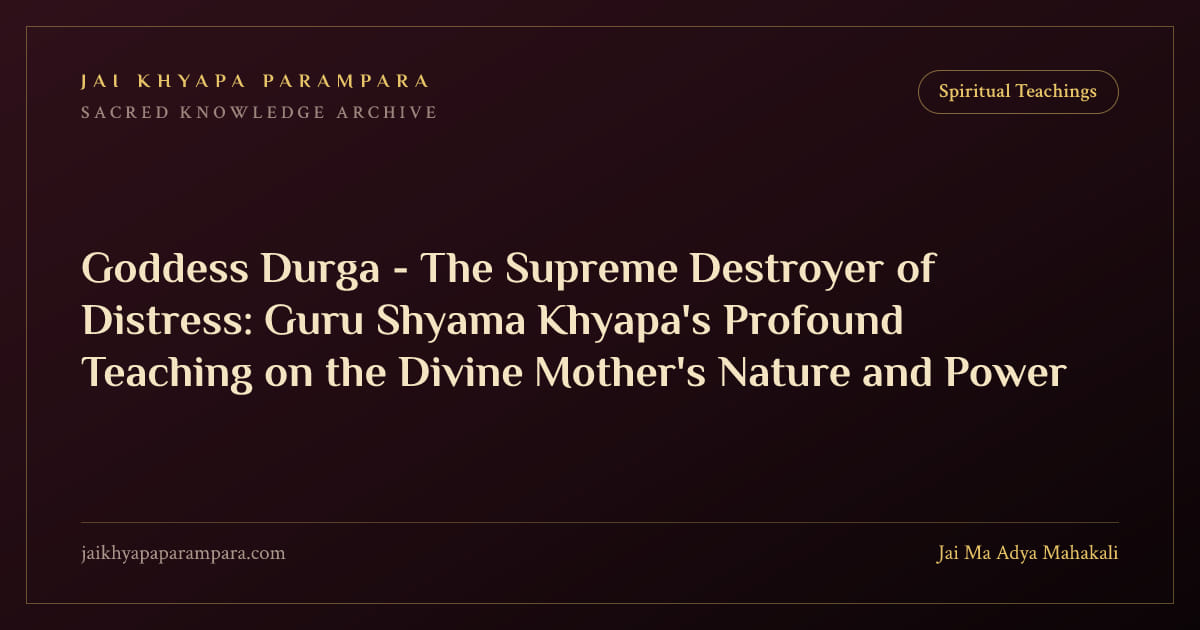 JAI KHYAPA PARAMPARA
SACRED KNOWLEDGE ARCHIVE
Spiritual Teachings
Goddess Durga - The Supreme Destroyer of
Distress: Guru Shyama Khyapa's Profound
Teaching on the Divine Mother's Nature and Power
jaikhyapaparampara.com
Jai Ma Adya Mahakali